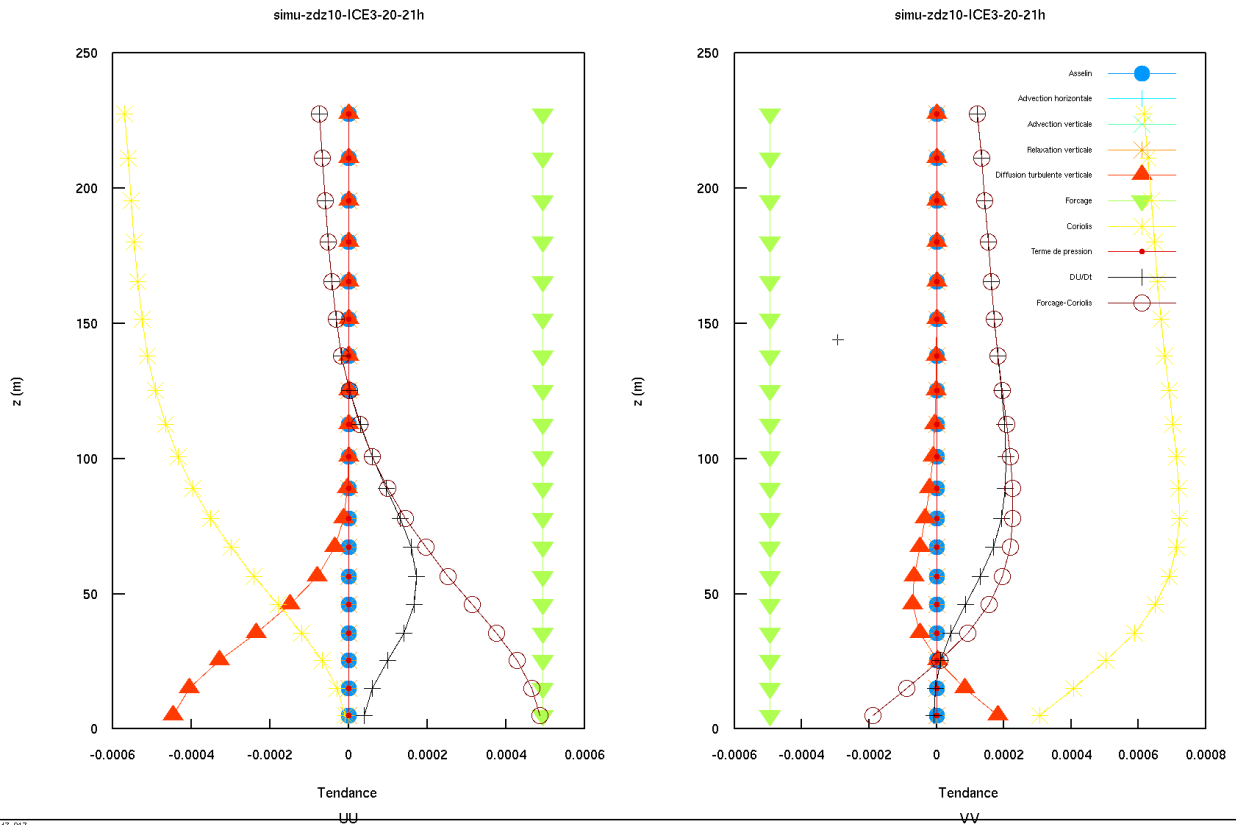 simu-zdz10-ICE3-20-21h
250
200
150
100
50
0
z (m)
-0.0006
-0.0004
-0.0002
0
0.0002
0.0004
0.0006
Tendance
UU
simu-zdz10-ICE3-20-21h
250
200
150
100
50
0
z (m)
-0.0006
-0.0004
-0.0002
0
0.0002
0.0004
0.0006
0.0008
Tendance
VV
Asselin
Advection horizontale
Advection verticale
Relaxation verticale
Diffusion turbulente verticale
Forcage
Coriolis
Terme de pression
DU/Dt
Forcage-Coriolis